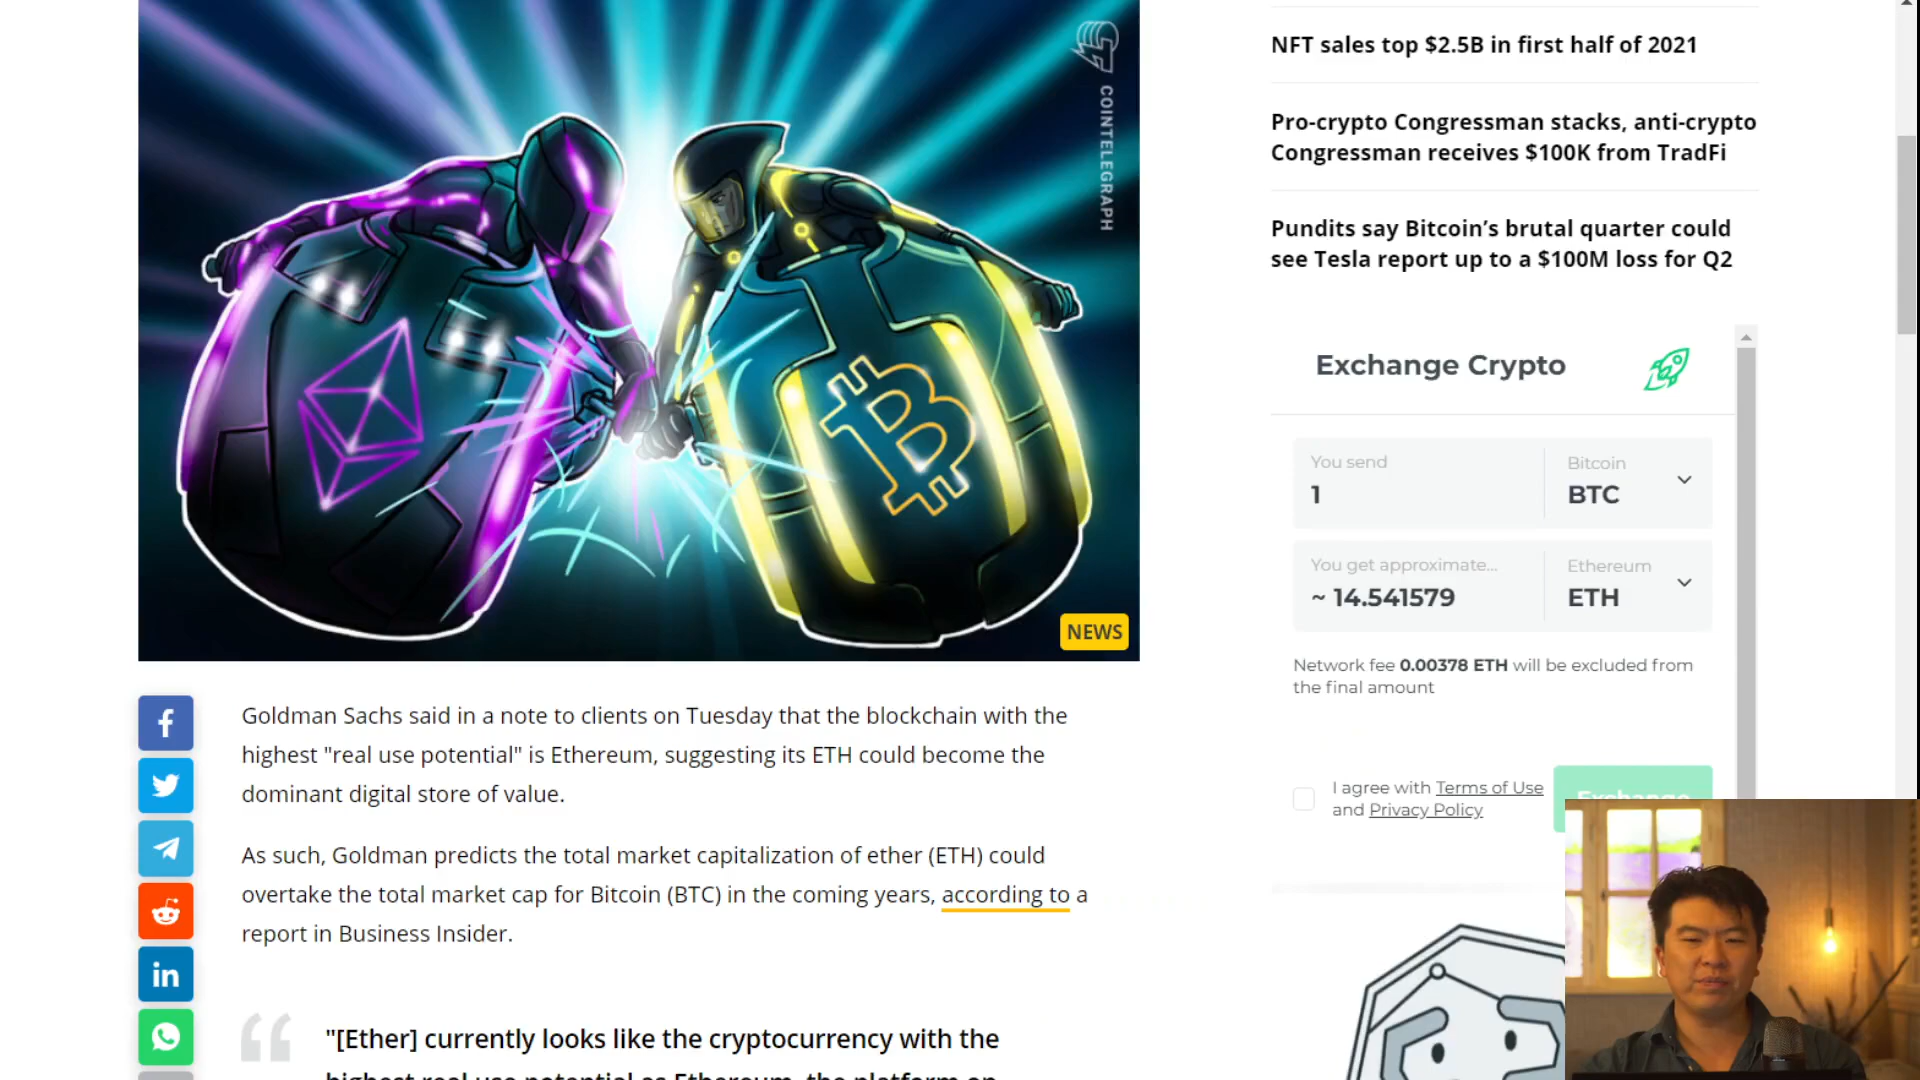 COINTELEGRAPH
NEWS
Goldman Sachs said in a note to clients on Tuesday that the blockchain with the
highest "real use potential" is Ethereum, suggesting its ETH could become the
dominant digital store of value.
As such, Goldman predicts the total market capitalization of ether (ETH) could
overtake the total market cap for Bitcoin (BTC) in the coming years, according to a
report in Business Insider.
"[Ether] currently looks like the cryptocurrency with the
highest real use potential as Ethereum, the platform on
NFT sales top $2.5B in first half of 2021
Pro-crypto Congressman stacks, anti-crypto
Congressman receives $100K from TradFi
Pundits say Bitcoin’s brutal quarter could
see Tesla report up to a $100M loss for Q2
Exchange Crypto
You send
1
Bitcoin
BTC
You get approximate...
~ 14.541579
Ethereum
ETH
Network fee 0.00378 ETH will be excluded from
the final amount
I agree with Terms of Use
and Privacy Policy
Exchange